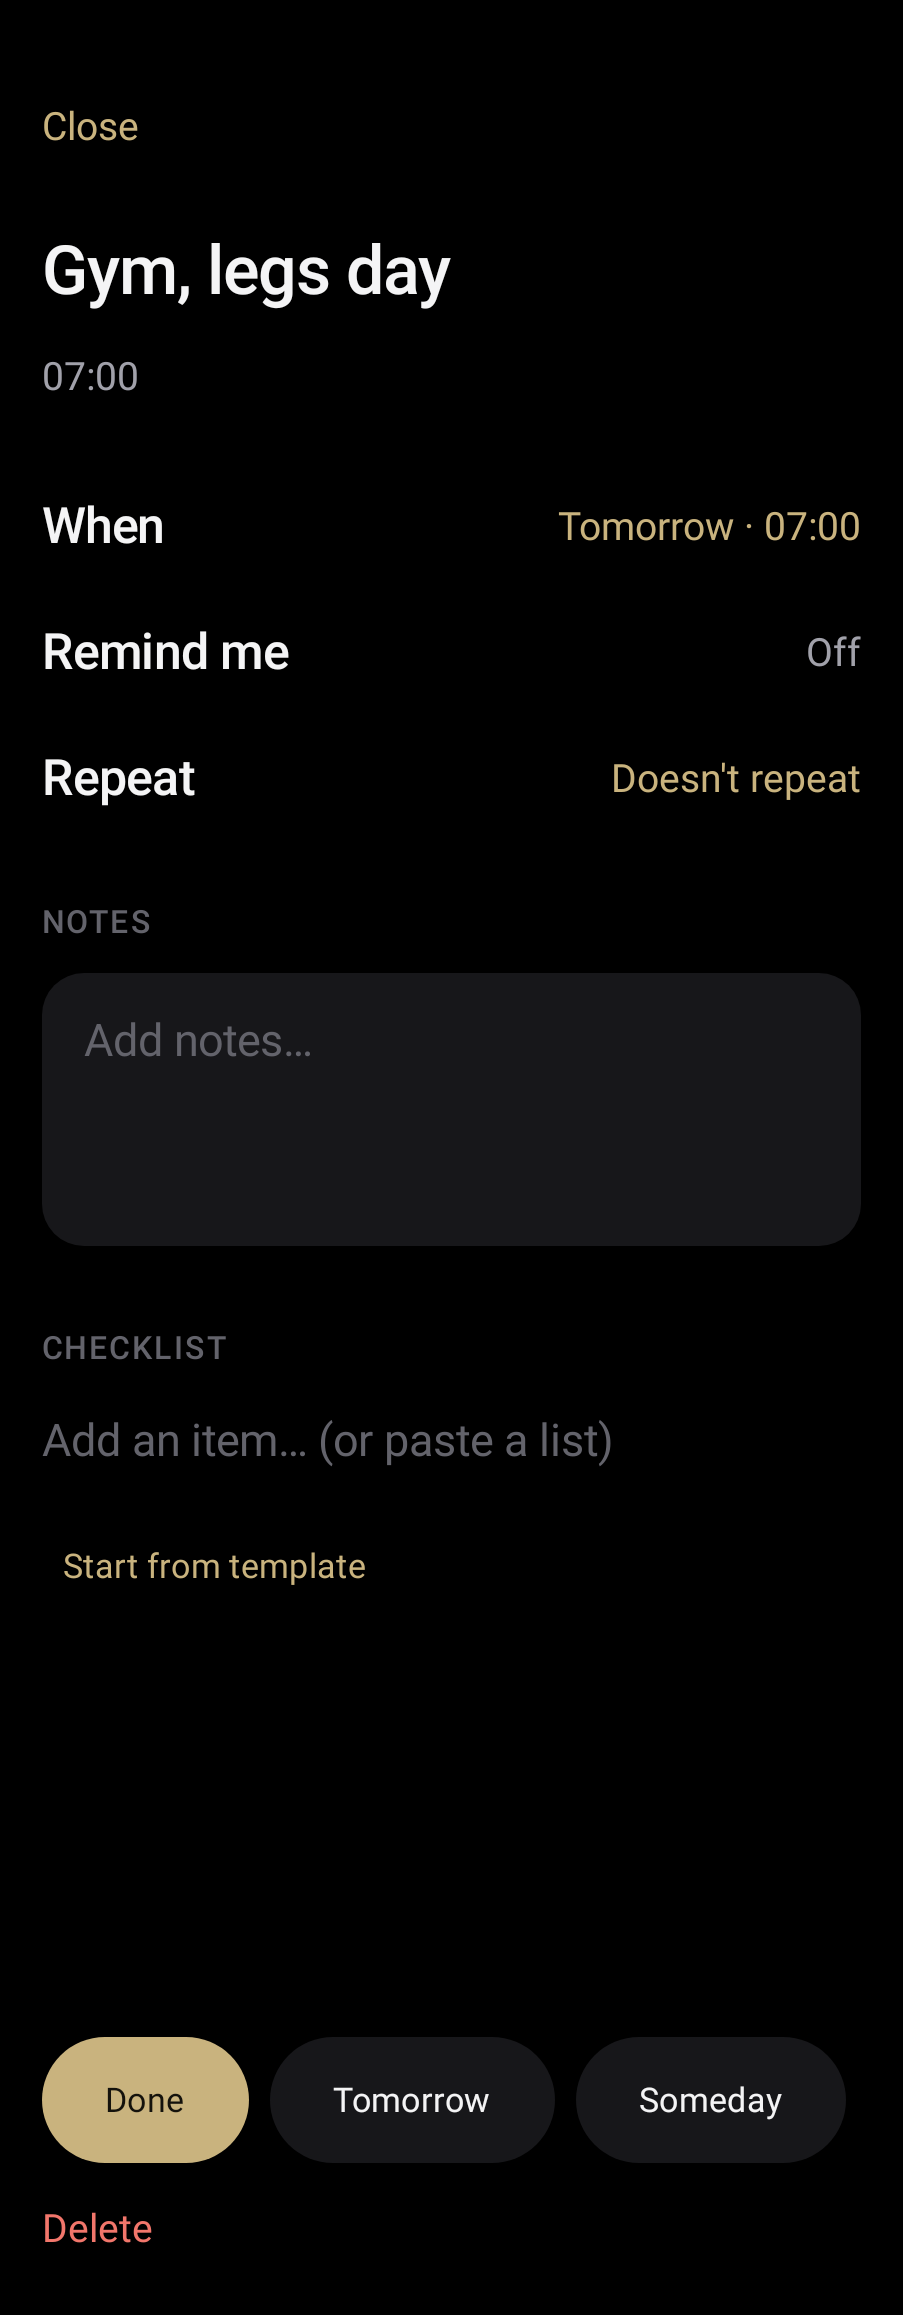 Close
Gym, legs day
07:00
When
Tomorrow · 07:00
Remind me
Off
Repeat
Doesn't repeat
NOTES
Add notes...
CHECKLIST
Add an item... (or paste a list)
Start from template
Done
Tomorrow
Someday
Delete